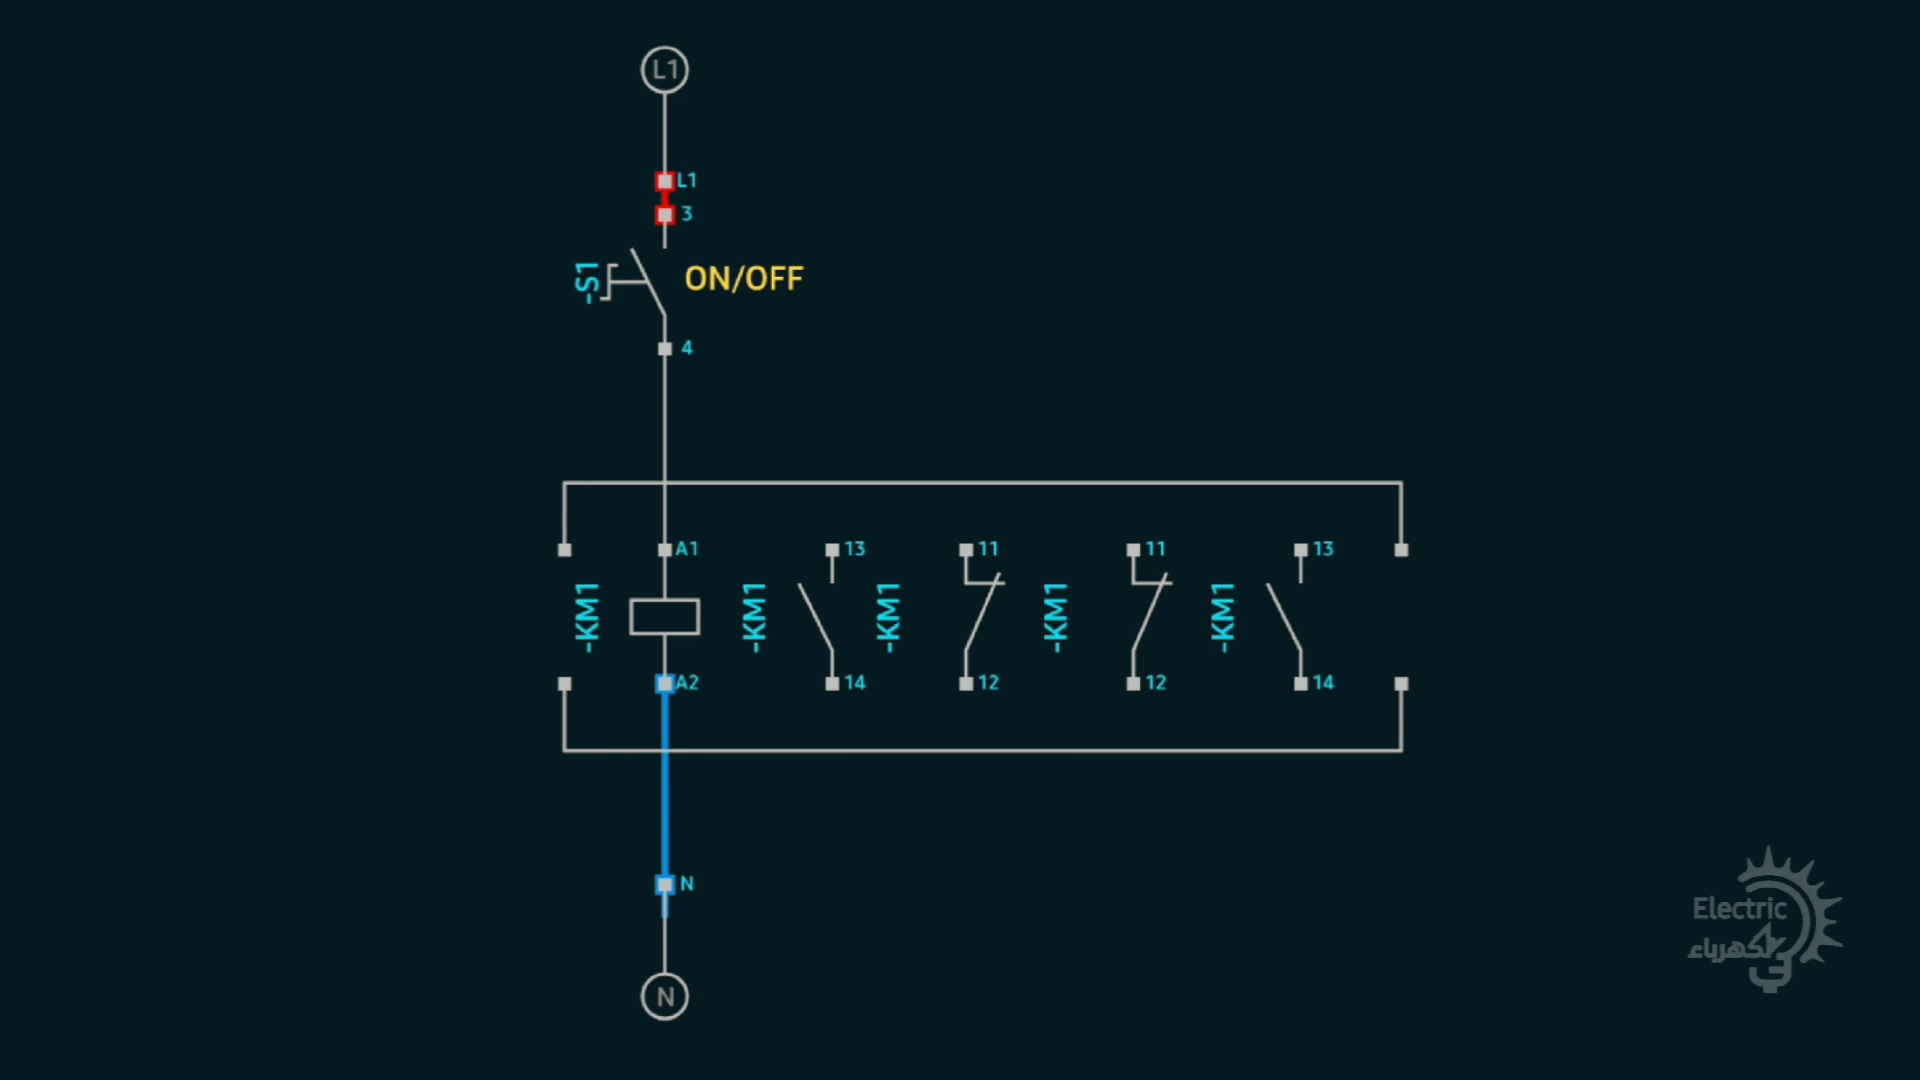 L1
L1
3
-S1
ON/OFF
4
A1
13
11
11
13
-KM1
-KM1
-KM1
-KM1
-KM1
A2
14
12
12
14
N
N
Electric
كهرباء